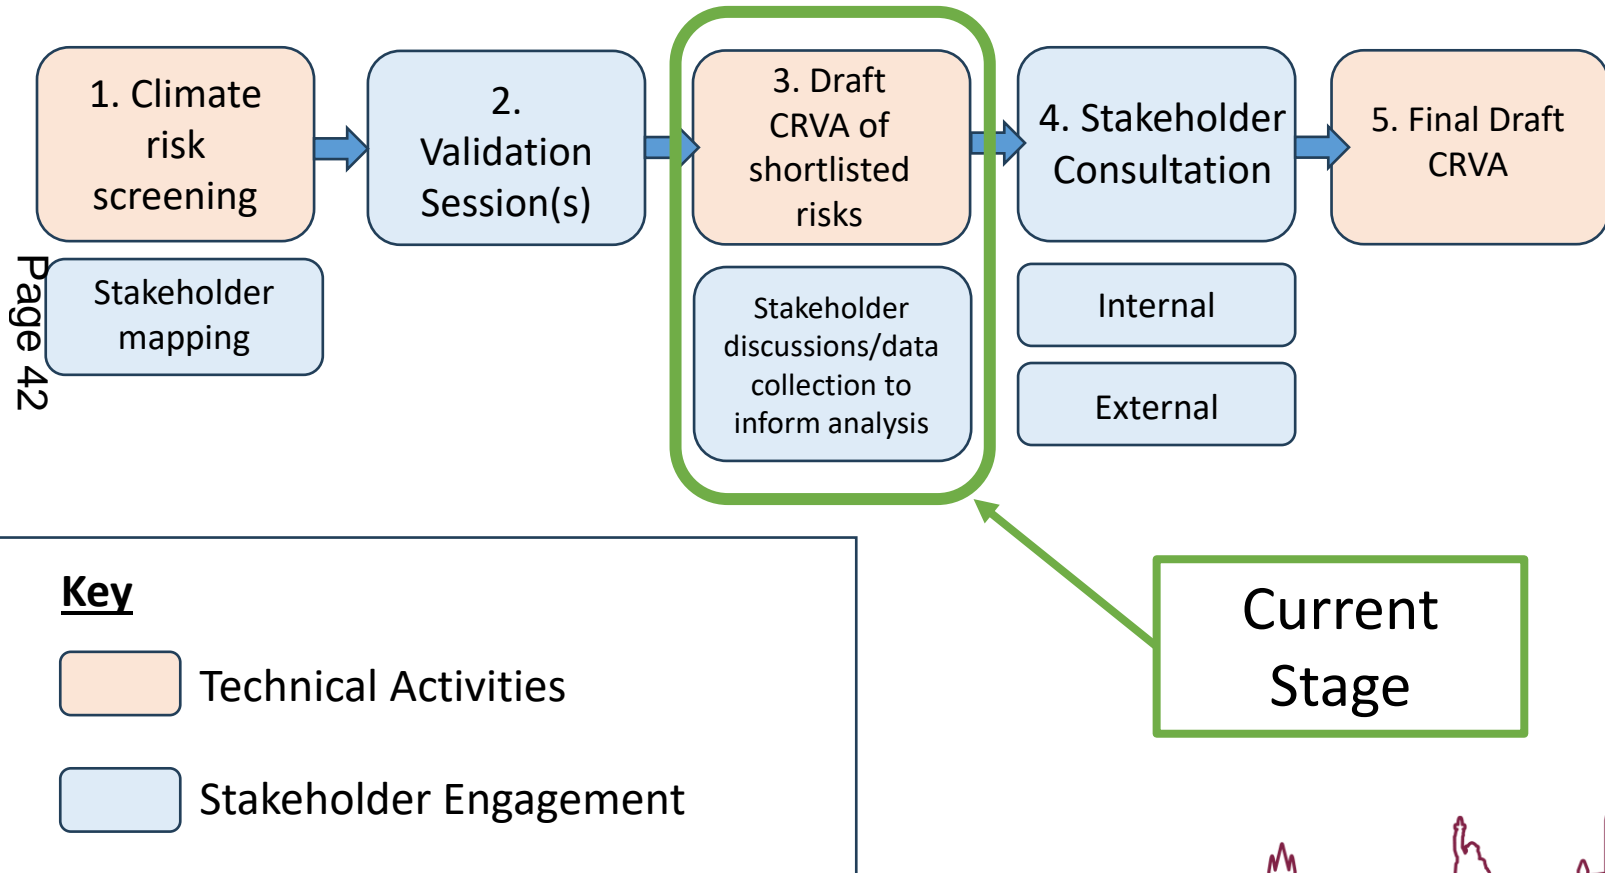 1. Climate
risk
screening
2.
Validation
Session(s)
3. Draft
CRVA of
shortlisted
risks
4. Stakeholder
Consultation
5. Final Draft
CRVA
Stakeholder
mapping
Stakeholder
discussions/data
collection to
inform analysis
Internal
External
Page 42
Current
Stage
Key
Technical Activities
Stakeholder Engagement